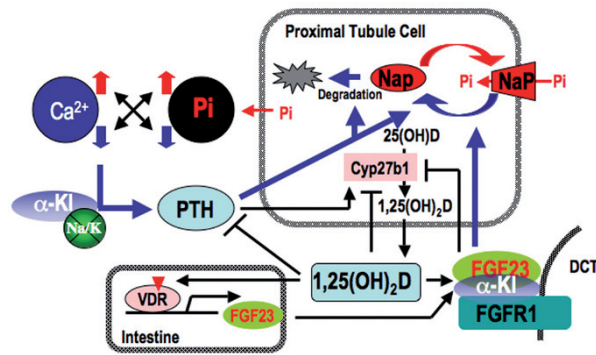 Proximal Tubule Cell
Nap
NaP
Pi
Pi
Degradation
Ca2+
Pi
Pi
25(OH)D
Cyp27b1
α-Kl
Na/K
PTH
1,25(OH)2D
1,25(OH)2D
FGF23
α-Kl
FGFR1
DCT
VDR
FGF23
Intestine